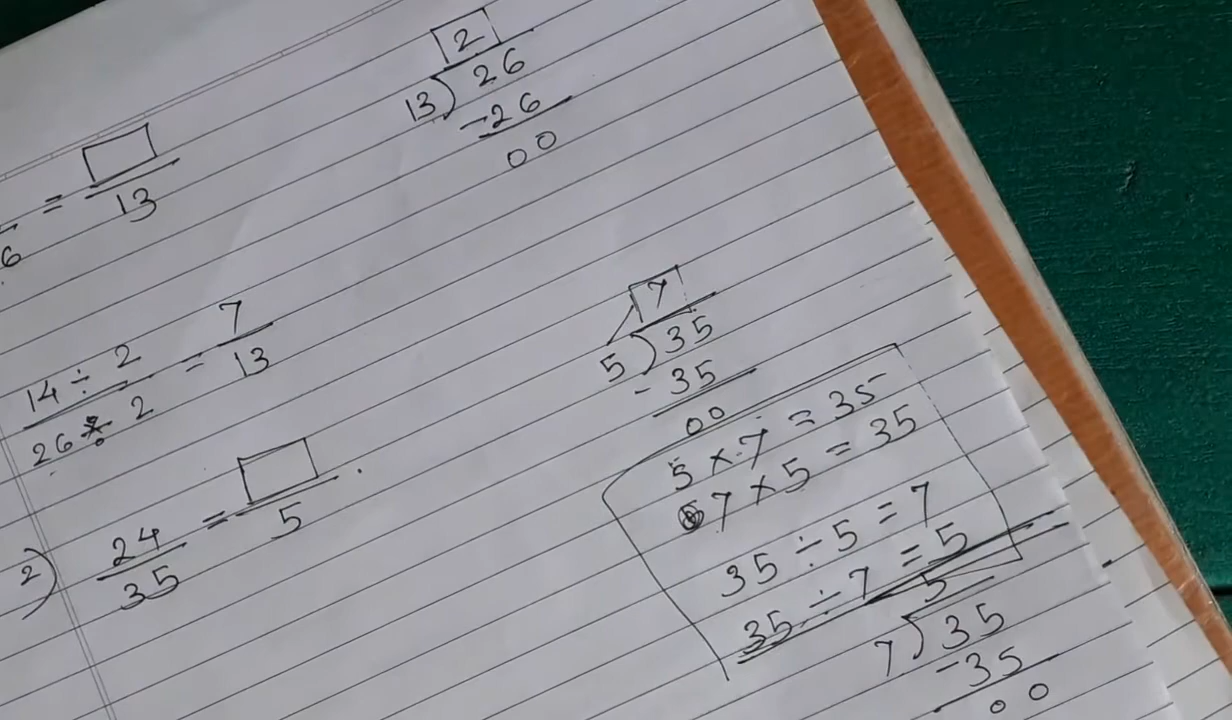 6 = □/13
2
13)26
-26
00
14 ÷ 2 / 26 ÷ 2 = 7/13
2) 24/35 = □/5 .
7
5)35
-35
00
5 × 7 = 35
7 × 5 = 35
35 ÷ 5 = 7
35 ÷ 7 = 5
5
7)35
-35
00